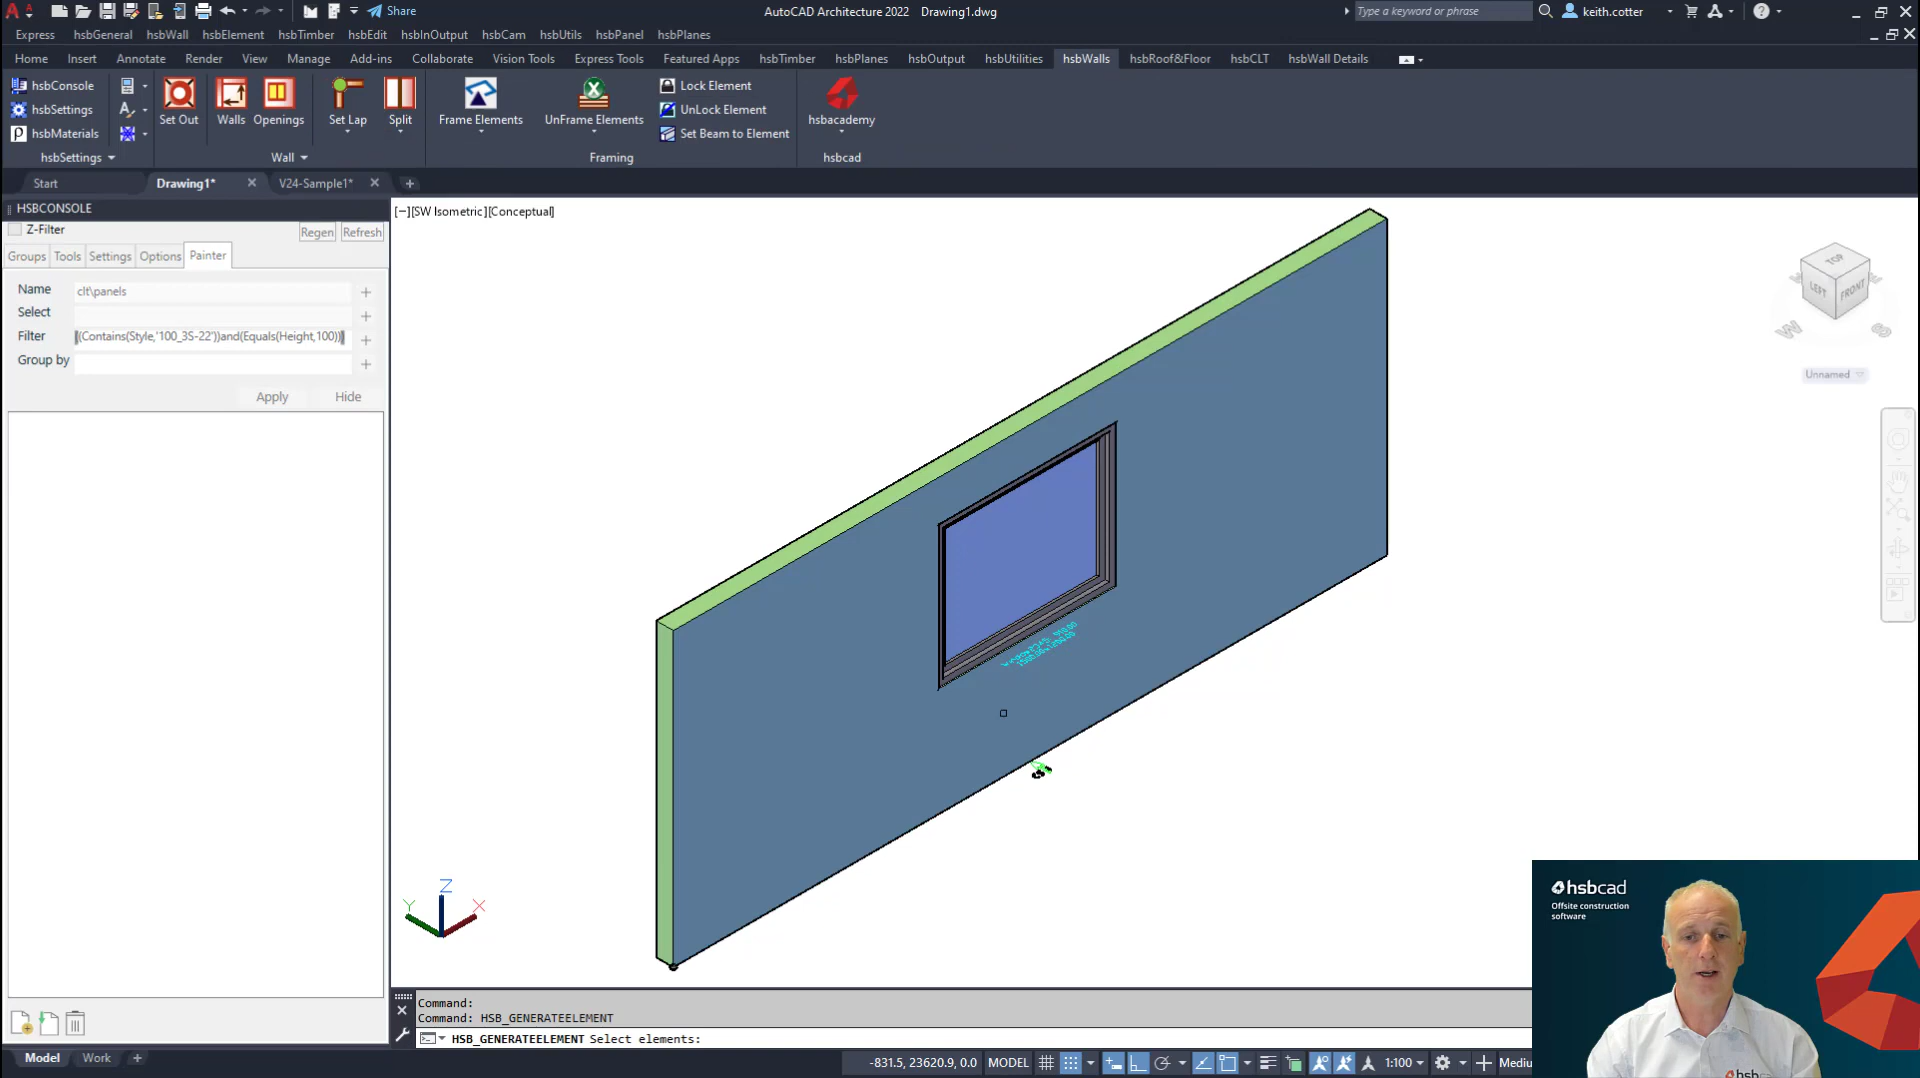 Share
AutoCAD Architecture 2022 Drawing1.dwg
Type a keyword or phrase
keith.cotter
Express hsbGeneral hsbWall hsbElement hsbTimber hsbEdit hsbInOutput hsbCam hsbUtils hsbPanel hsbPlanes
Home Insert Annotate Render View Manage Add-ins Collaborate Vision Tools Express Tools Featured Apps hsbTimber hsbPlanes hsbOutput hsbUtilities hsbWalls hsbRoof&Floor hsbCLT hsbWall Details
hsbConsole
hsbSettings
hsbMaterials
Set Out
Walls
Openings
Set Lap
Split
Frame Elements
UnFrame Elements
Lock Element
UnLock Element
Set Beam to Element
hsbacademy
hsbSettings
Wall
Framing
hsbcad
Start
Drawing1*
V24-Sample1*
HSBCONSOLE
Z-Filter
Regen
Refresh
Groups Tools Settings Options Painter
Name clt\panels
Select
Filter (Contains(Style,'100_3S-22'))and(Equals(Height,100))
Group by
Apply
Hide
[−][SW Isometric][Conceptual]
TOP
LEFT
FRONT
W
S
Unnamed
Z
Y
X
Command:
Command: HSB_GENERATEELEMENT
HSB_GENERATEELEMENT Select elements:
Model Work
-831.5, 23620.9, 0.0 MODEL
1:100
Mediu
hsbcad
Offsite construction
software
hsb